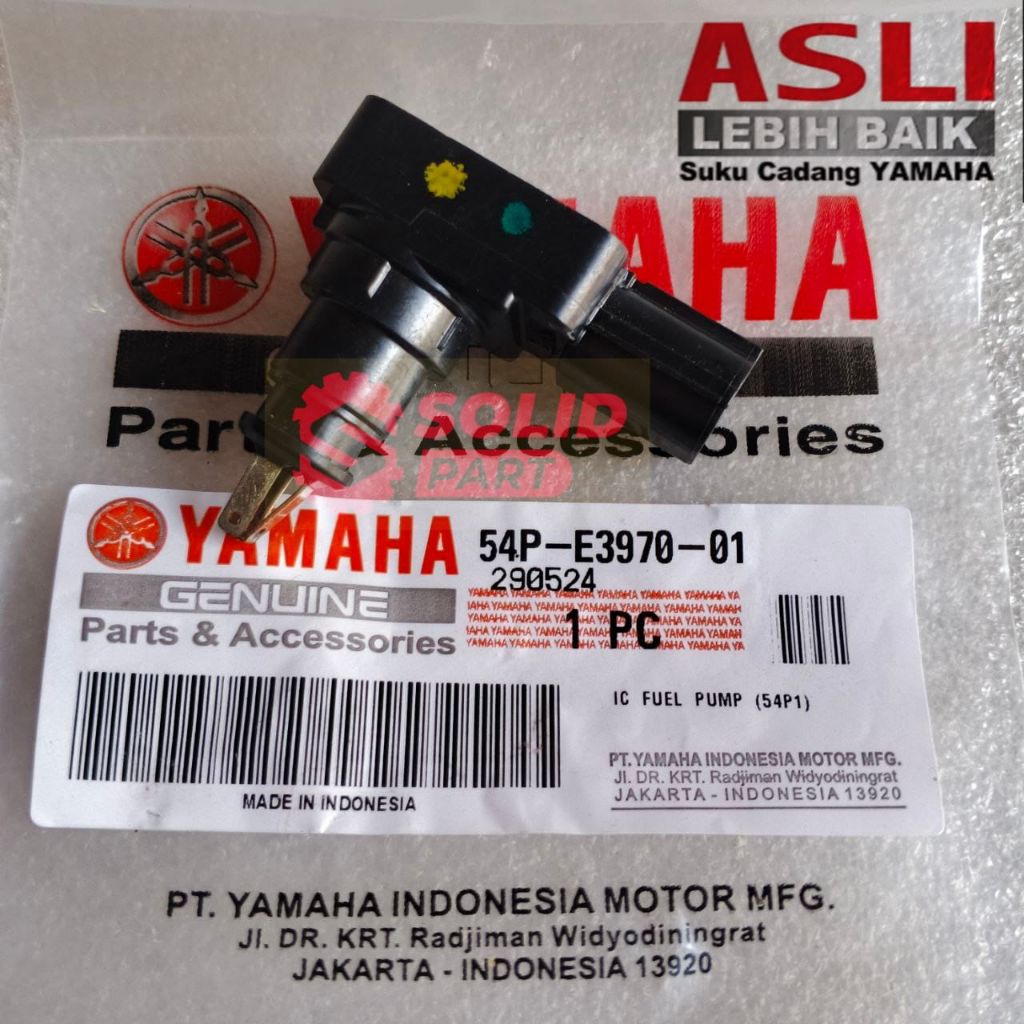 ASLI
LEBIH BAIK
Suku Cadang YAMAHA
YAMAHA
Parts & Accessories
SOLID
PART
YAMAHA 54P-E3970-01
290524
GENUINE
Parts & Accessories
1 PC
IC FUEL PUMP (54P1)
MADE IN INDONESIA
PT.YAMAHA INDONESIA MOTOR MFG.
Jl. DR. KRT. Radjiman Widyodiningrat
JAKARTA - INDONESIA 13920
PT. YAMAHA INDONESIA MOTOR MFG.
Jl. DR. KRT. Radjiman Widyodiningrat
JAKARTA - INDONESIA 13920